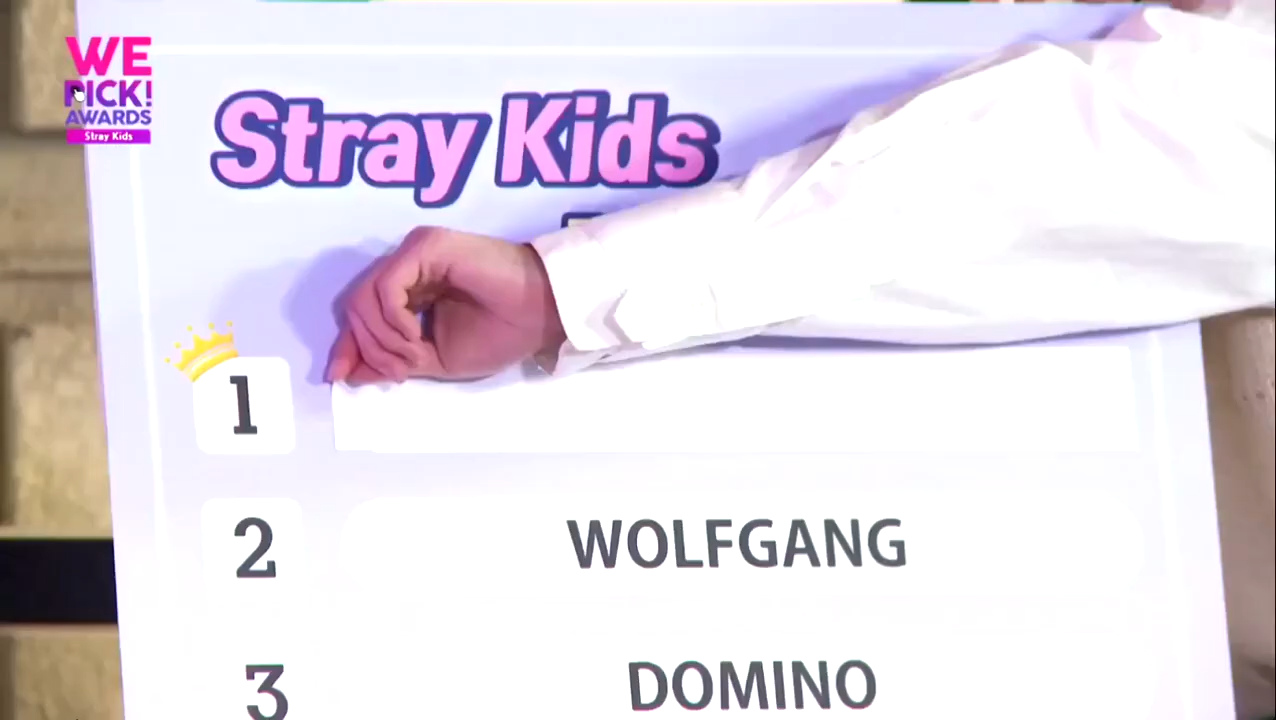 WE
PICK!
AWARDS
Stray Kids
Stray Kids
1
2 WOLFGANG
3 DOMINO